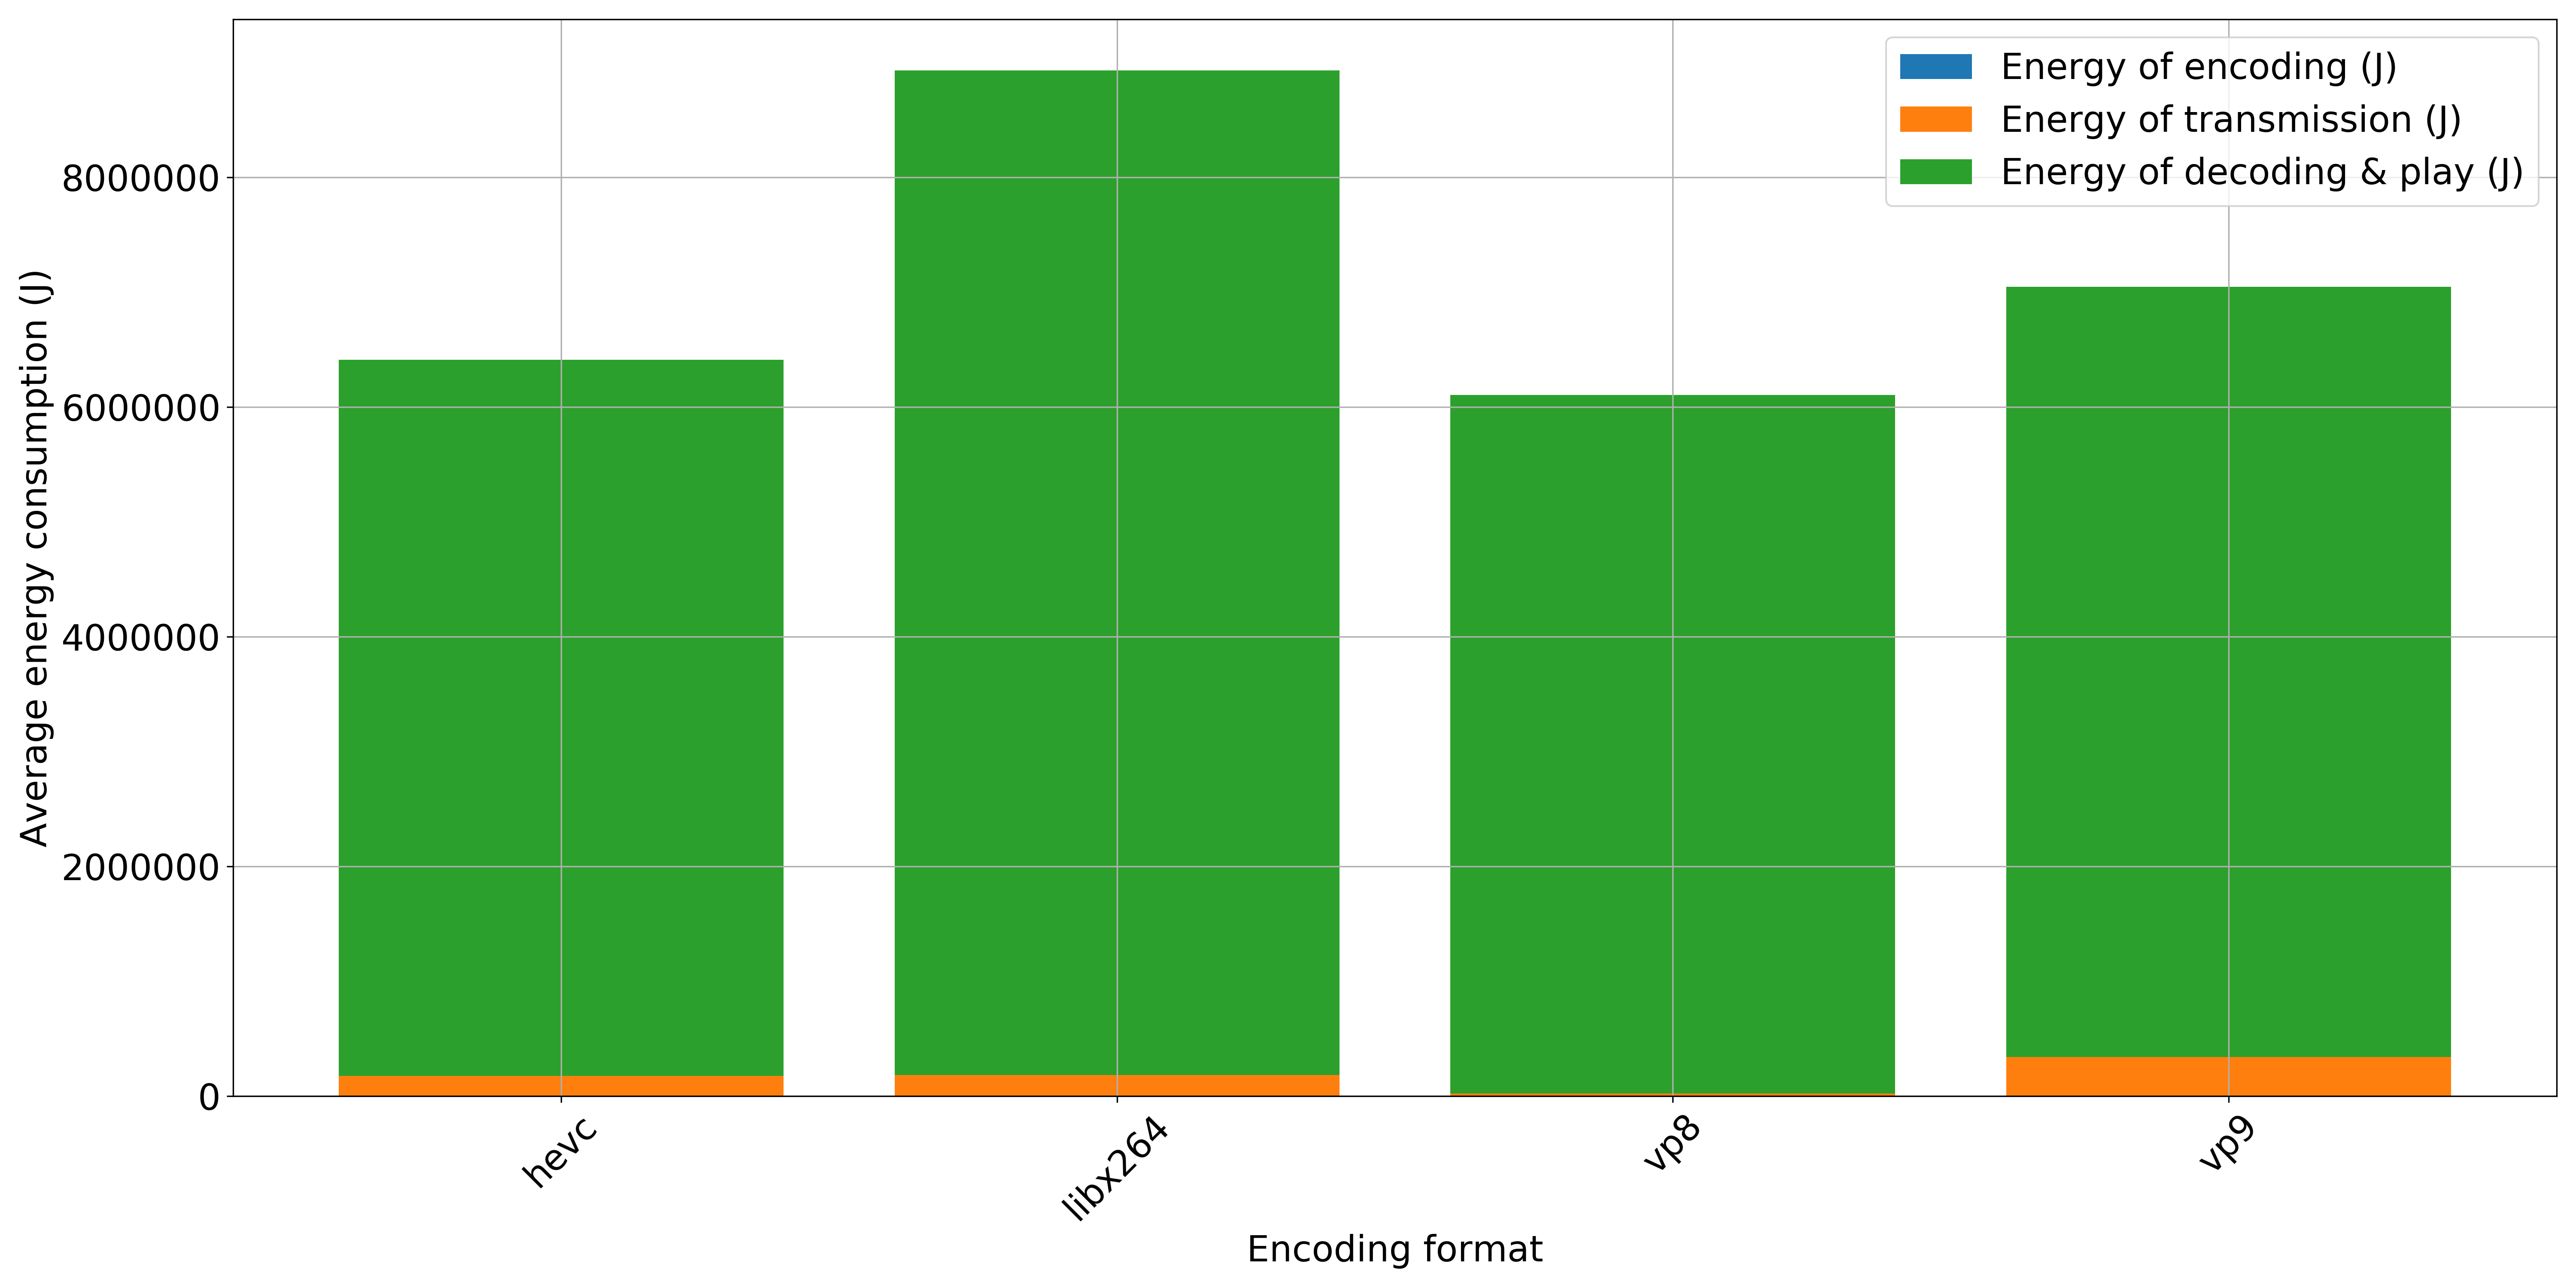 Energy of encoding (J)
Energy of transmission (J)
Energy of decoding & play (J)
Average energy consumption (J)
8000000
6000000
4000000
2000000
0
hevc
libx264
vp8
vp9
Encoding format